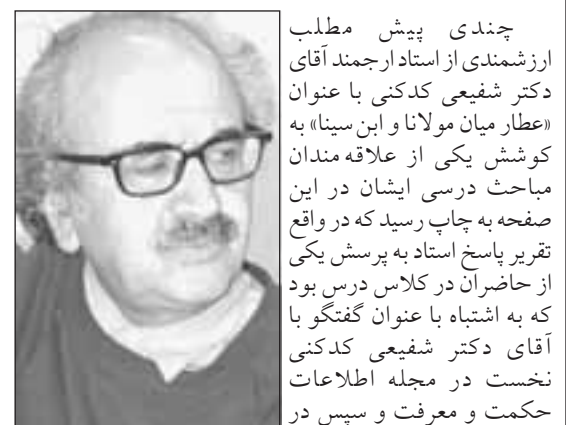 چندی پیش مطلب
ارزشمندی از استاد ارجمند آقای
دکتر شفیعی کدکنی با عنوان
«عطار میان مولانا و ابن سینا» به
کوشش یکی از علاقه مندان
مباحث درسی ایشان در این
صفحه به چاپ رسید که در واقع
تقریر پاسخ استاد به پرسش یکی
از حاضران در کلاس درس بود
که به اشتباه با عنوان گفتگو با
آقای دکتر شفیعی کدکنی
نخست در مجله اطلاعات
حکمت و معرفت و سپس در